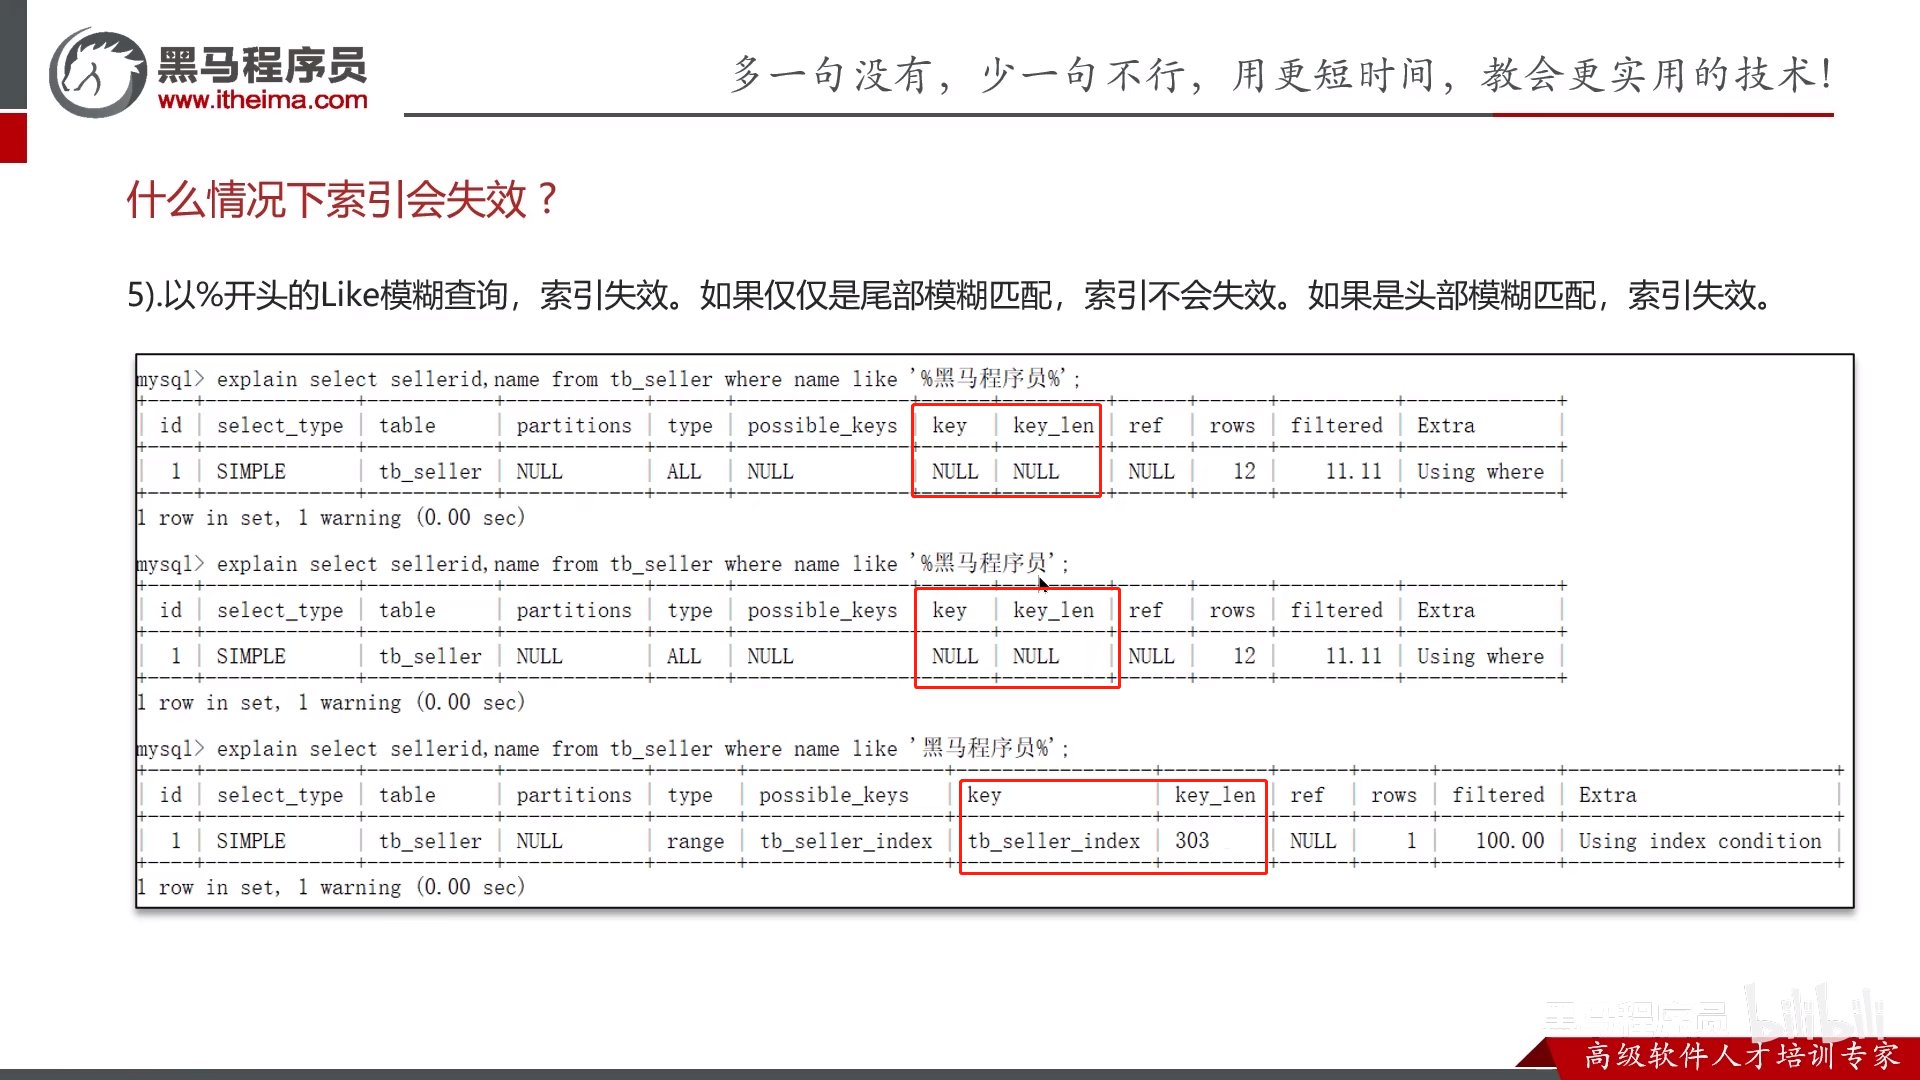 黑马程序员
www.itheima.com
多一句没有，少一句不行，用更短时间，教会更实用的技术！
什么情况下索引会失效？
5).以%开头的Like模糊查询，索引失效。如果仅仅是尾部模糊匹配，索引不会失效。如果是头部模糊匹配，索引失效。
mysql> explain select sellerid,name from tb_seller where name like '%黑马程序员%';
| id | select_type | table | partitions | type | possible_keys | key | key_len | ref | rows | filtered | Extra |
| 1 | SIMPLE | tb_seller | NULL | ALL | NULL | NULL | NULL | NULL | 12 | 11.11 | Using where |
1 row in set, 1 warning (0.00 sec)
mysql> explain select sellerid,name from tb_seller where name like '%黑马程序员';
| id | select_type | table | partitions | type | possible_keys | key | key_len | ref | rows | filtered | Extra |
| 1 | SIMPLE | tb_seller | NULL | ALL | NULL | NULL | NULL | NULL | 12 | 11.11 | Using where |
1 row in set, 1 warning (0.00 sec)
mysql> explain select sellerid,name from tb_seller where name like '黑马程序员%';
| id | select_type | table | partitions | type | possible_keys | key | key_len | ref | rows | filtered | Extra |
| 1 | SIMPLE | tb_seller | NULL | range | tb_seller_index | tb_seller_index | 303 | NULL | 1 | 100.00 | Using index condition |
1 row in set, 1 warning (0.00 sec)
黑马程序员 bilibili
高级软件人才培训专家